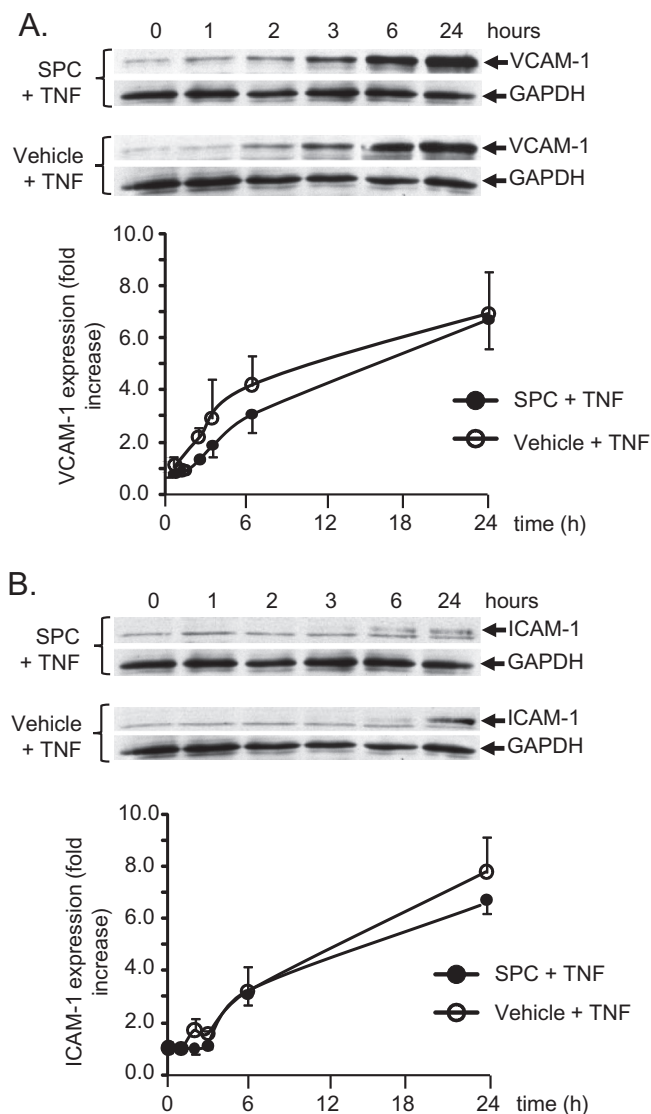 A.
0 1 2 3 6 24 hours
SPC
+ TNF
VCAM-1
GAPDH
Vehicle
+ TNF
VCAM-1
GAPDH
VCAM-1 expression (fold
increase)
10.0
8.0
6.0
4.0
2.0
0.0
SPC + TNF
Vehicle + TNF
0 6 12 18 24 time (h)
B.
0 1 2 3 6 24 hours
SPC
+ TNF
ICAM-1
GAPDH
Vehicle
+ TNF
ICAM-1
GAPDH
ICAM-1 expression (fold
increase)
10.0
8.0
6.0
4.0
2.0
0.0
SPC + TNF
Vehicle + TNF
0 6 12 18 24 time (h)